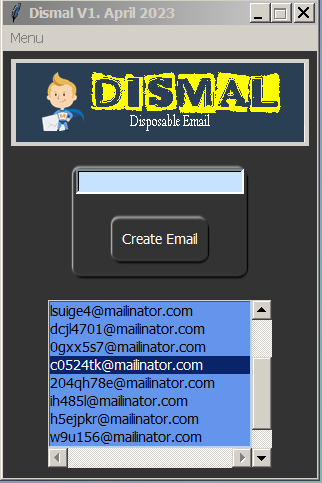 Dismal V1. April 2023
Menu
DISMAL
Disposable Email
Create Email
lsuige4@mailinator.com
dcjl4701@mailinator.com
0gxx5s7@mailinator.com
c0524tk@mailinator.com
204qh78e@mailinator.com
ih485l@mailinator.com
h5ejpkr@mailinator.com
w9u156@mailinator.com